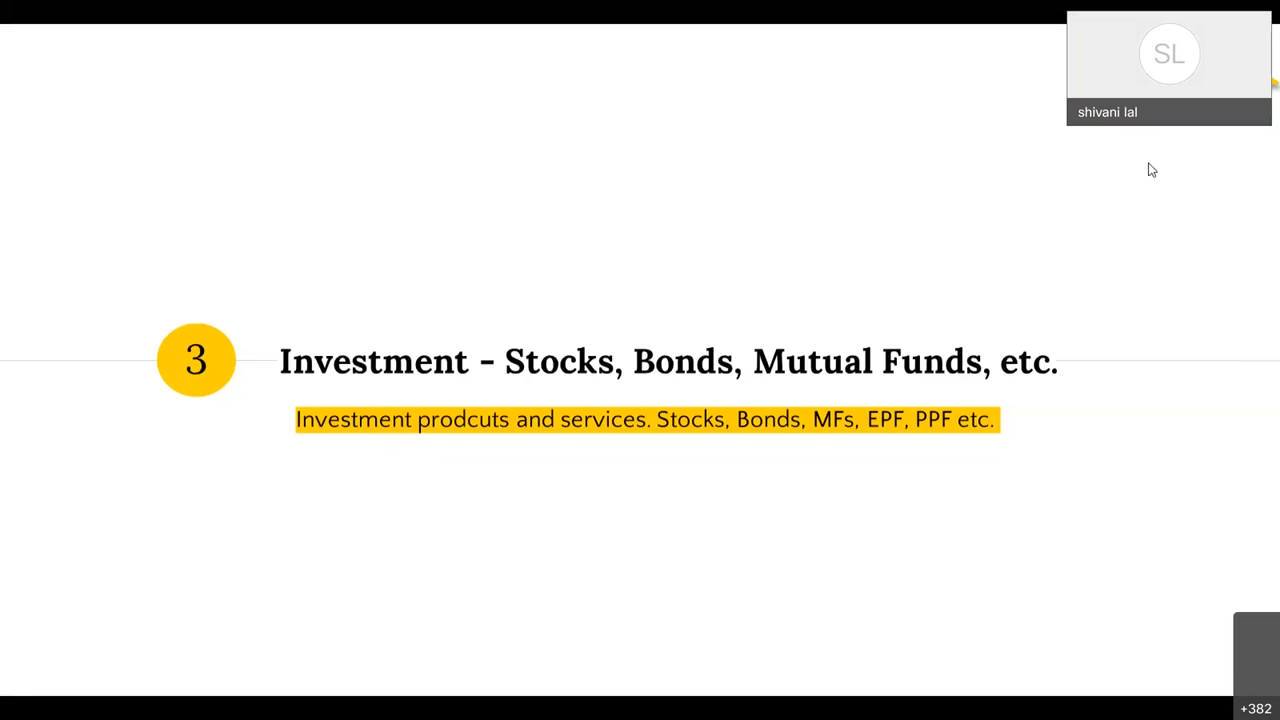 SL
shivani lal
3
Investment - Stocks, Bonds, Mutual Funds, etc.
Investment prodcuts and services. Stocks, Bonds, MFs, EPF, PPF etc.
+382